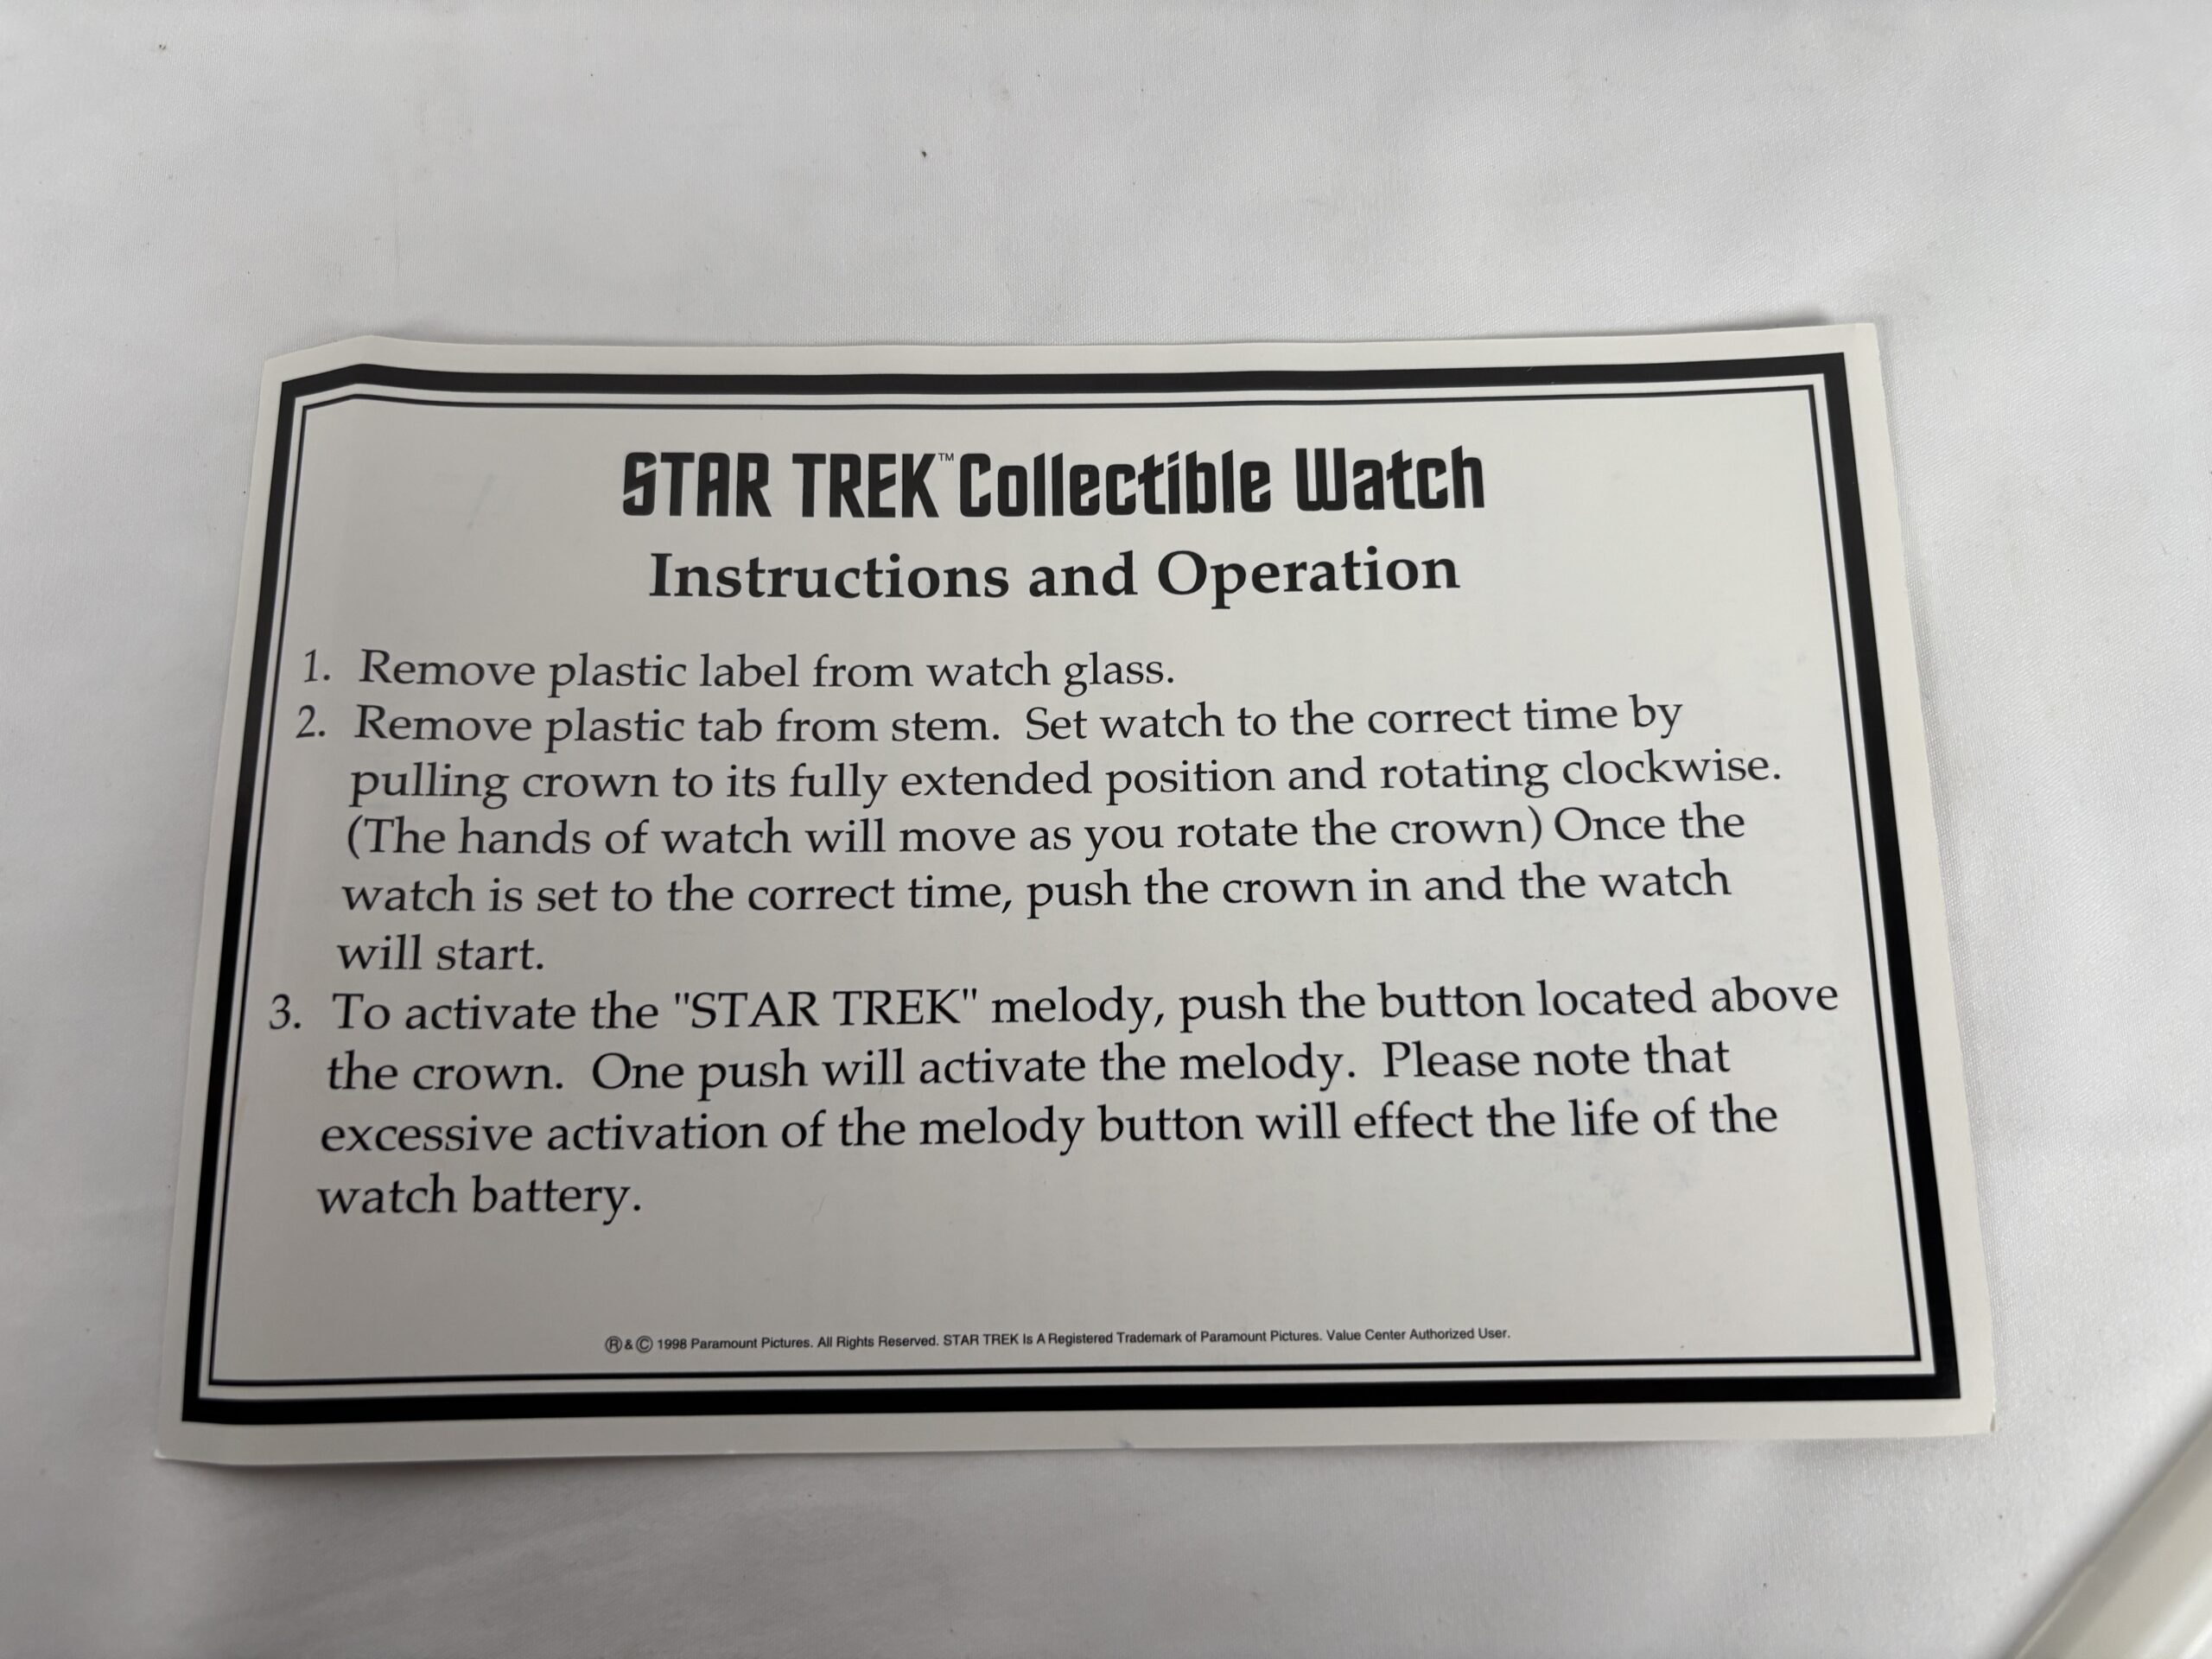 STAR TREK™ Collectible Watch
Instructions and Operation
1. Remove plastic label from watch glass.
2. Remove plastic tab from stem. Set watch to the correct time by
pulling crown to its fully extended position and rotating clockwise.
(The hands of watch will move as you rotate the crown) Once the
watch is set to the correct time, push the crown in and the watch
will start.
3. To activate the "STAR TREK" melody, push the button located above
the crown. One push will activate the melody. Please note that
excessive activation of the melody button will effect the life of the
watch battery.
® & © 1998 Paramount Pictures. All Rights Reserved. STAR TREK Is A Registered Trademark of Paramount Pictures. Value Center Authorized User.